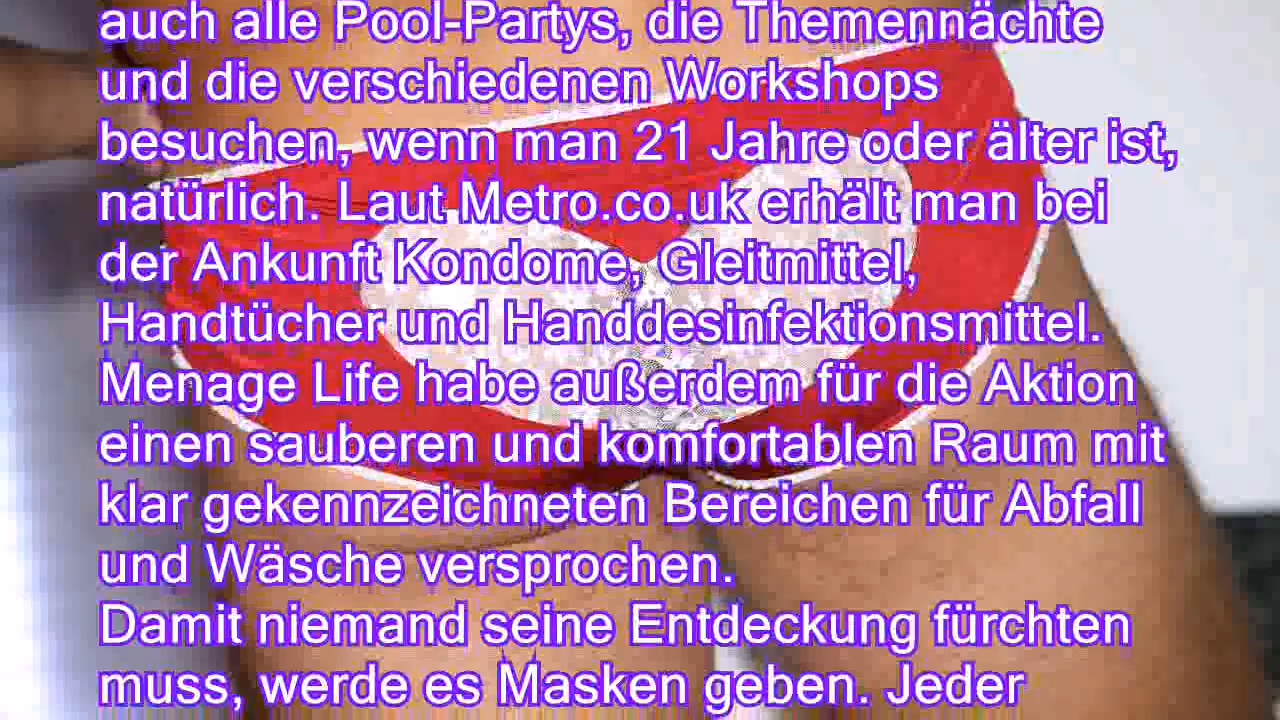 auch alle Pool-Partys, die Themennächte
und die verschiedenen Workshops
besuchen, wenn man 21 Jahre oder älter ist,
natürlich. Laut Metro.co.uk erhält man bei
der Ankunft Kondome, Gleitmittel,
Handtücher und Handdesinfektionsmittel.
Menage Life habe außerdem für die Aktion
einen sauberen und komfortablen Raum mit
klar gekennzeichneten Bereichen für Abfall
und Wäsche versprochen.
Damit niemand seine Entdeckung fürchten
muss, werde es Masken geben. Jeder